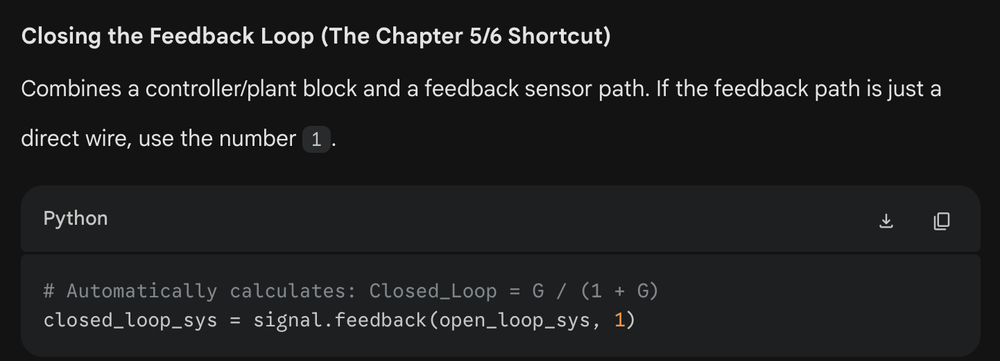 Closing the Feedback Loop (The Chapter 5/6 Shortcut)
Combines a controller/plant block and a feedback sensor path. If the feedback path is just a
direct wire, use the number 1.
Python
# Automatically calculates: Closed_Loop = G / (1 + G)
closed_loop_sys = signal.feedback(open_loop_sys, 1)